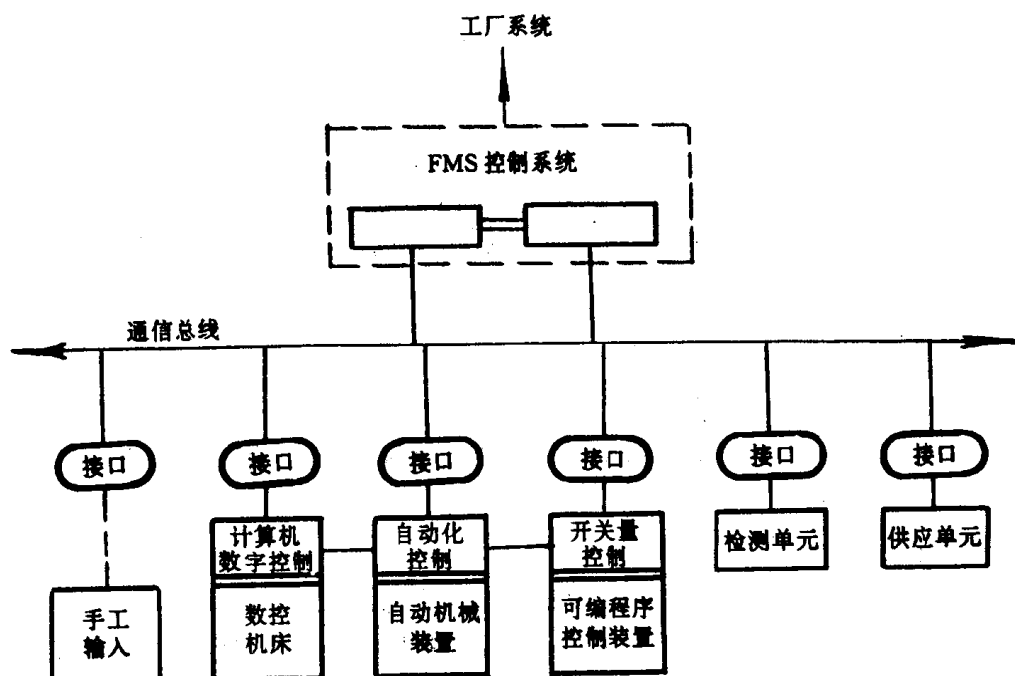 工厂系统
FMS 控制系统
通信总线
接口
接口
接口
接口
接口
接口
计算机
数字控制
自动化
控制
开关量
控制
检测单元
供应单元
手工
输入
数控
机床
自动机械
装置
可编程序
控制装置